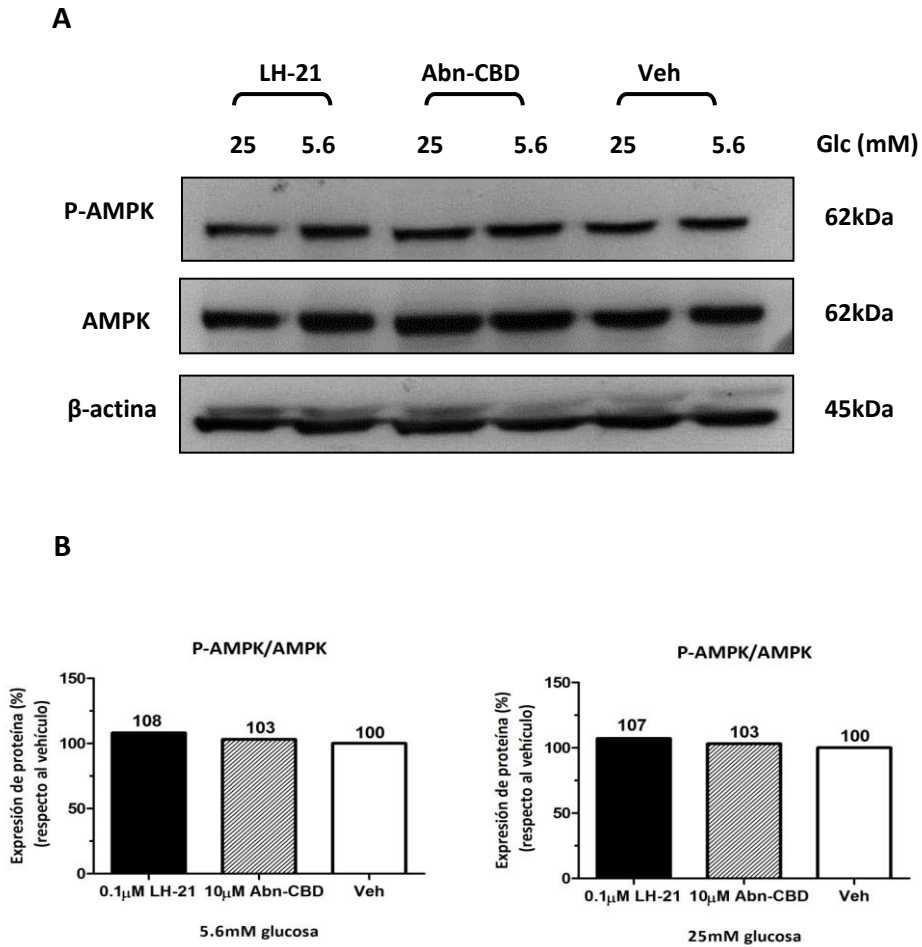 A
LH-21 Abn-CBD Veh
25 5.6 25 5.6 25 5.6 Glc (mM)
P-AMPK 62kDa
AMPK 62kDa
β-actina 45kDa
B
P-AMPK/AMPK
Expresión de proteína (%)
(respecto al vehículo)
150
100
50
0
108
103
100
0.1μM LH-21 10μM Abn-CBD Veh
5.6mM glucosa
P-AMPK/AMPK
Expresión de proteína (%)
(respecto al vehículo)
150
100
50
0
107
103
100
0.1μM LH-21 10μM Abn-CBD Veh
25mM glucosa